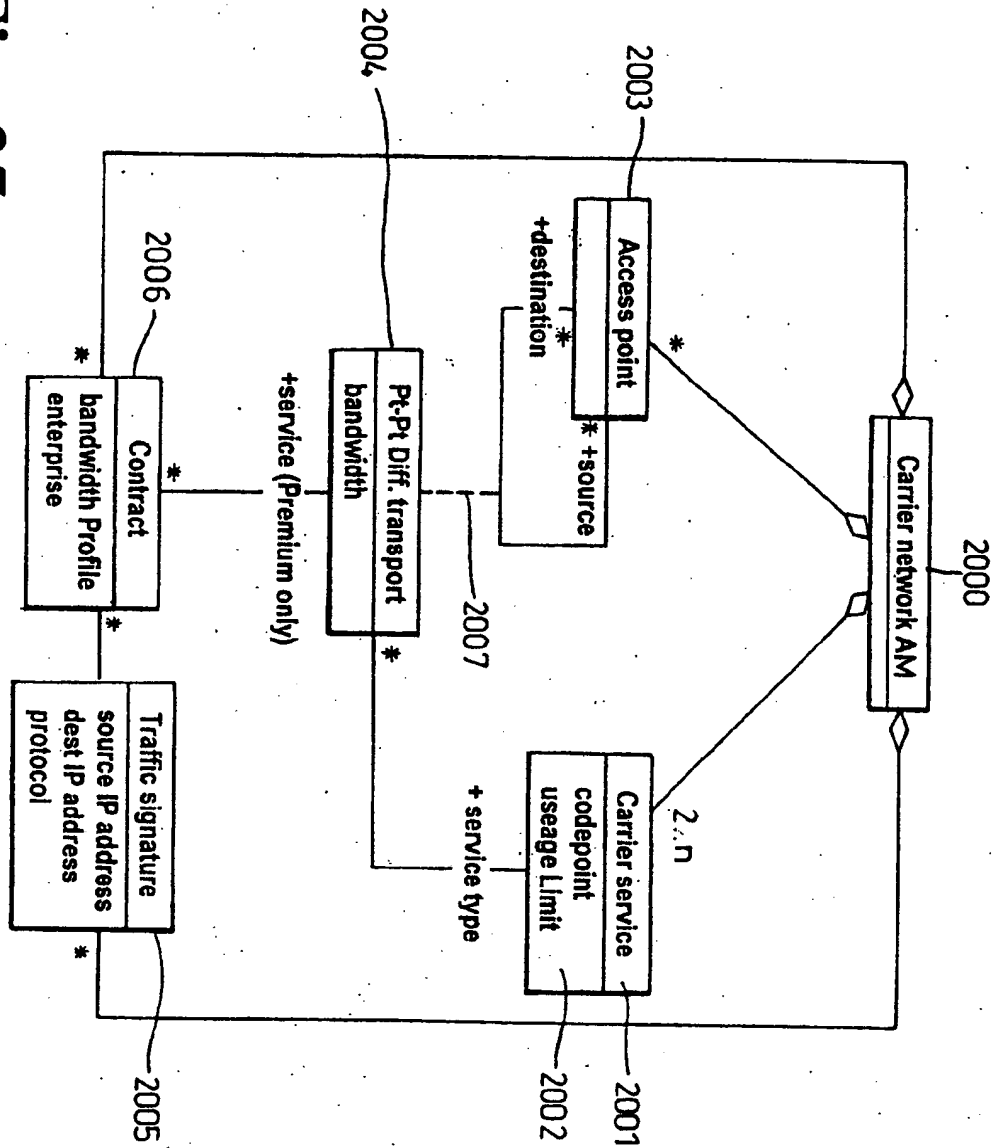 2000
Carrier network AM
*
2..n
2003
Access point
* +source
*
+destination
Carrier service
codepoint
useage Limit
2001
2002
2007
+ service type
2004
Pt-Pt Diff. transport
bandwidth
*
+service (Premium only)
2006
*
Contract
bandwidth Profile
enterprise
*
*
Traffic signature
source IP address
dest IP address
protocol
*
2005